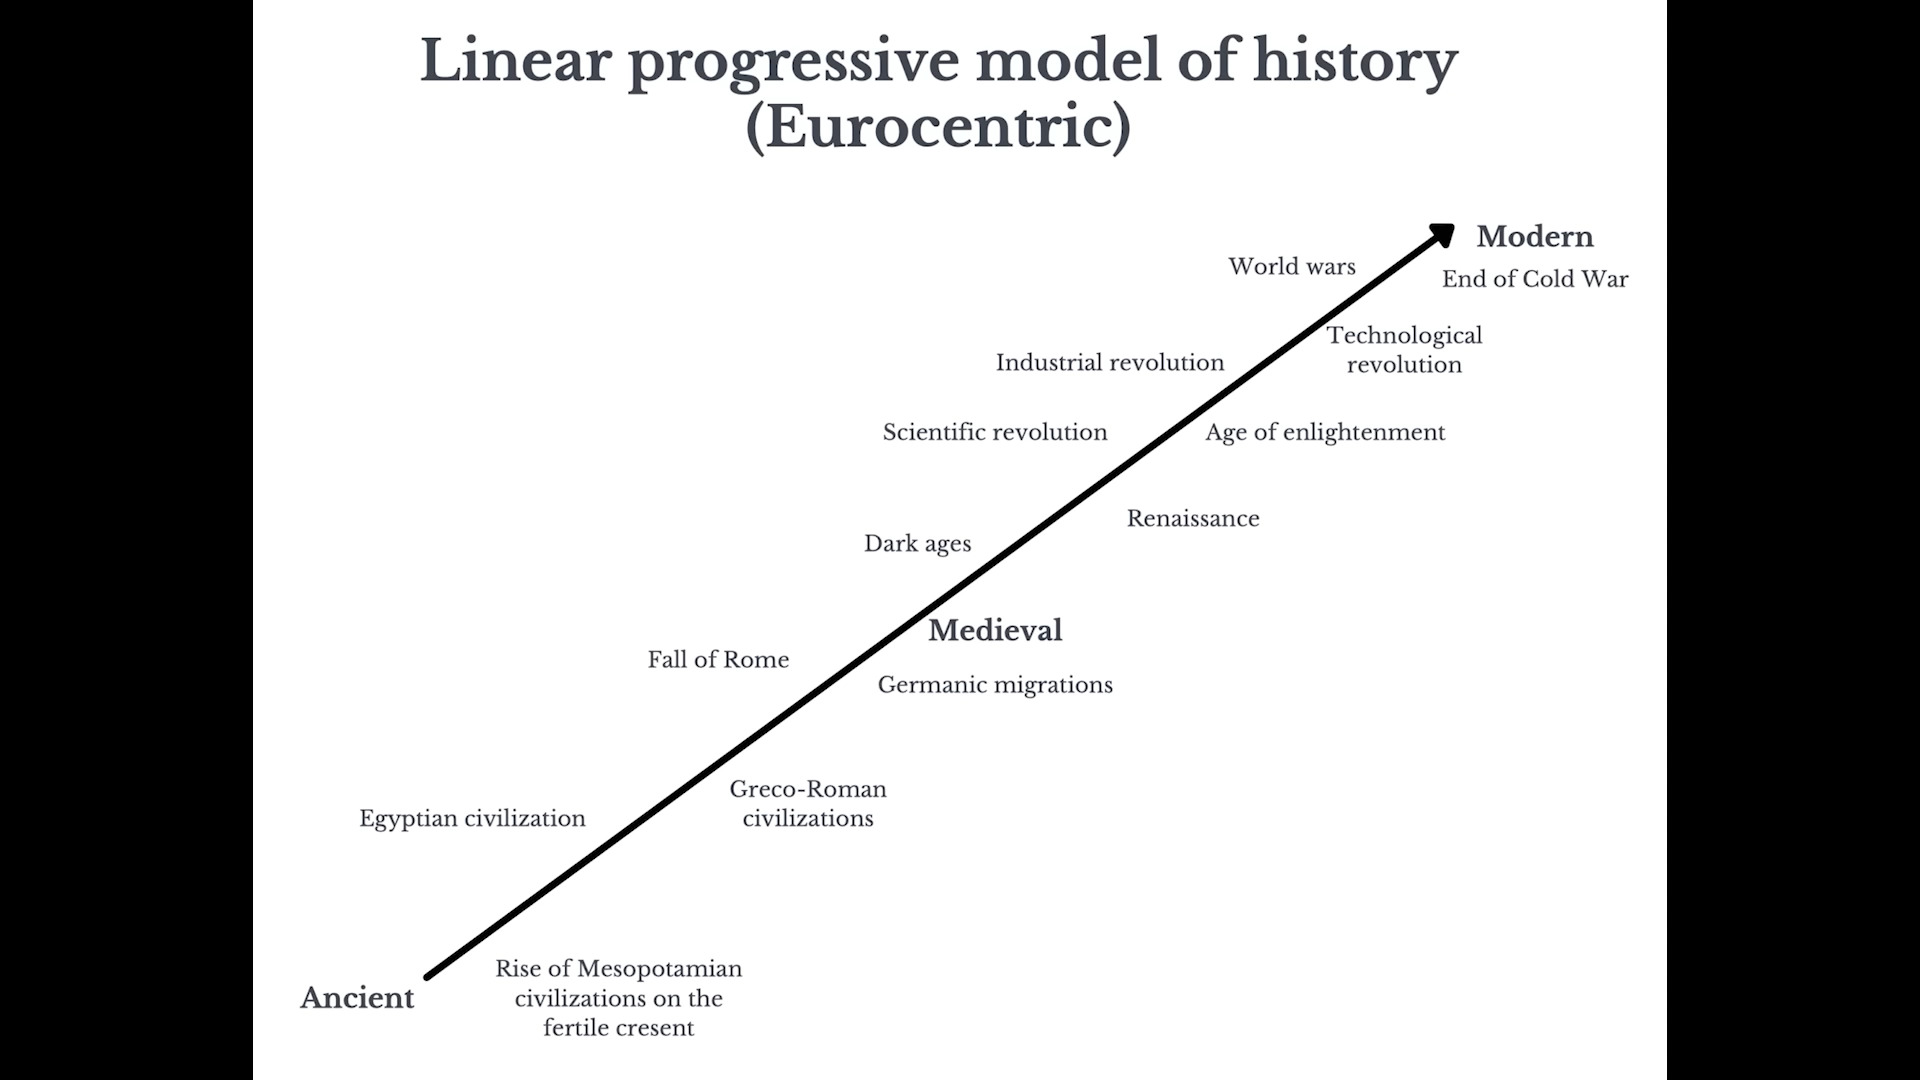 Linear progressive model of history
(Eurocentric)
Modern
World wars
End of Cold War
Technological
revolution
Industrial revolution
Scientific revolution
Age of enlightenment
Renaissance
Dark ages
Medieval
Fall of Rome
Germanic migrations
Greco-Roman
civilizations
Egyptian civilization
Rise of Mesopotamian
civilizations on the
fertile cresent
Ancient